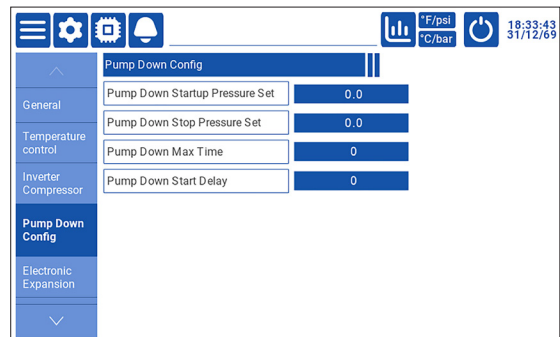 °F/psi
°C/bar
18:33:43
31/12/69
Pump Down Config
General
Temperature
control
Inverter
Compressor
Pump Down
Config
Electronic
Expansion
Pump Down Startup Pressure Set
0.0
Pump Down Stop Pressure Set
0.0
Pump Down Max Time
0
Pump Down Start Delay
0